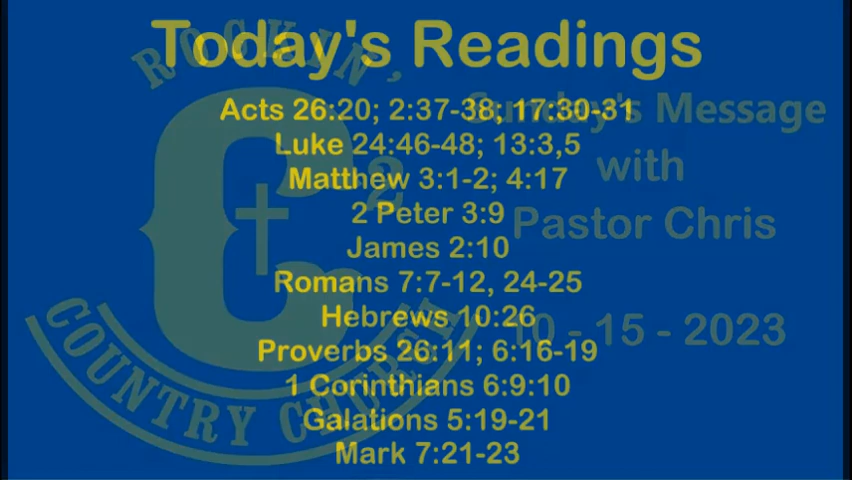 Today's Readings
Acts 26:20; 2:37-38; 17:30-31
Luke 24:46-48; 13:3,5
Matthew 3:1-2; 4:17
2 Peter 3:9
James 2:10
Romans 7:7-12, 24-25
Hebrews 10:26
Proverbs 26:11; 6:16-19
1 Corinthians 6:9:10
Galations 5:19-21
Mark 7:21-23
Sunday's Message
with
Pastor Chris
10 - 15 - 2023
ROCKIN'
C2
COUNTRY CHURCH